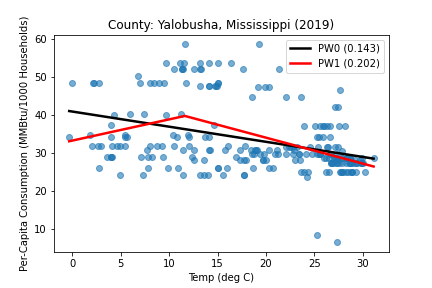 County: Yalobusha, Mississippi (2019)
PW0 (0.143)
PW1 (0.202)
Per-Capita Consumption (MMBtu/1000 Households)
60
50
40
30
20
10
0 5 10 15 20 25 30
Temp (deg C)